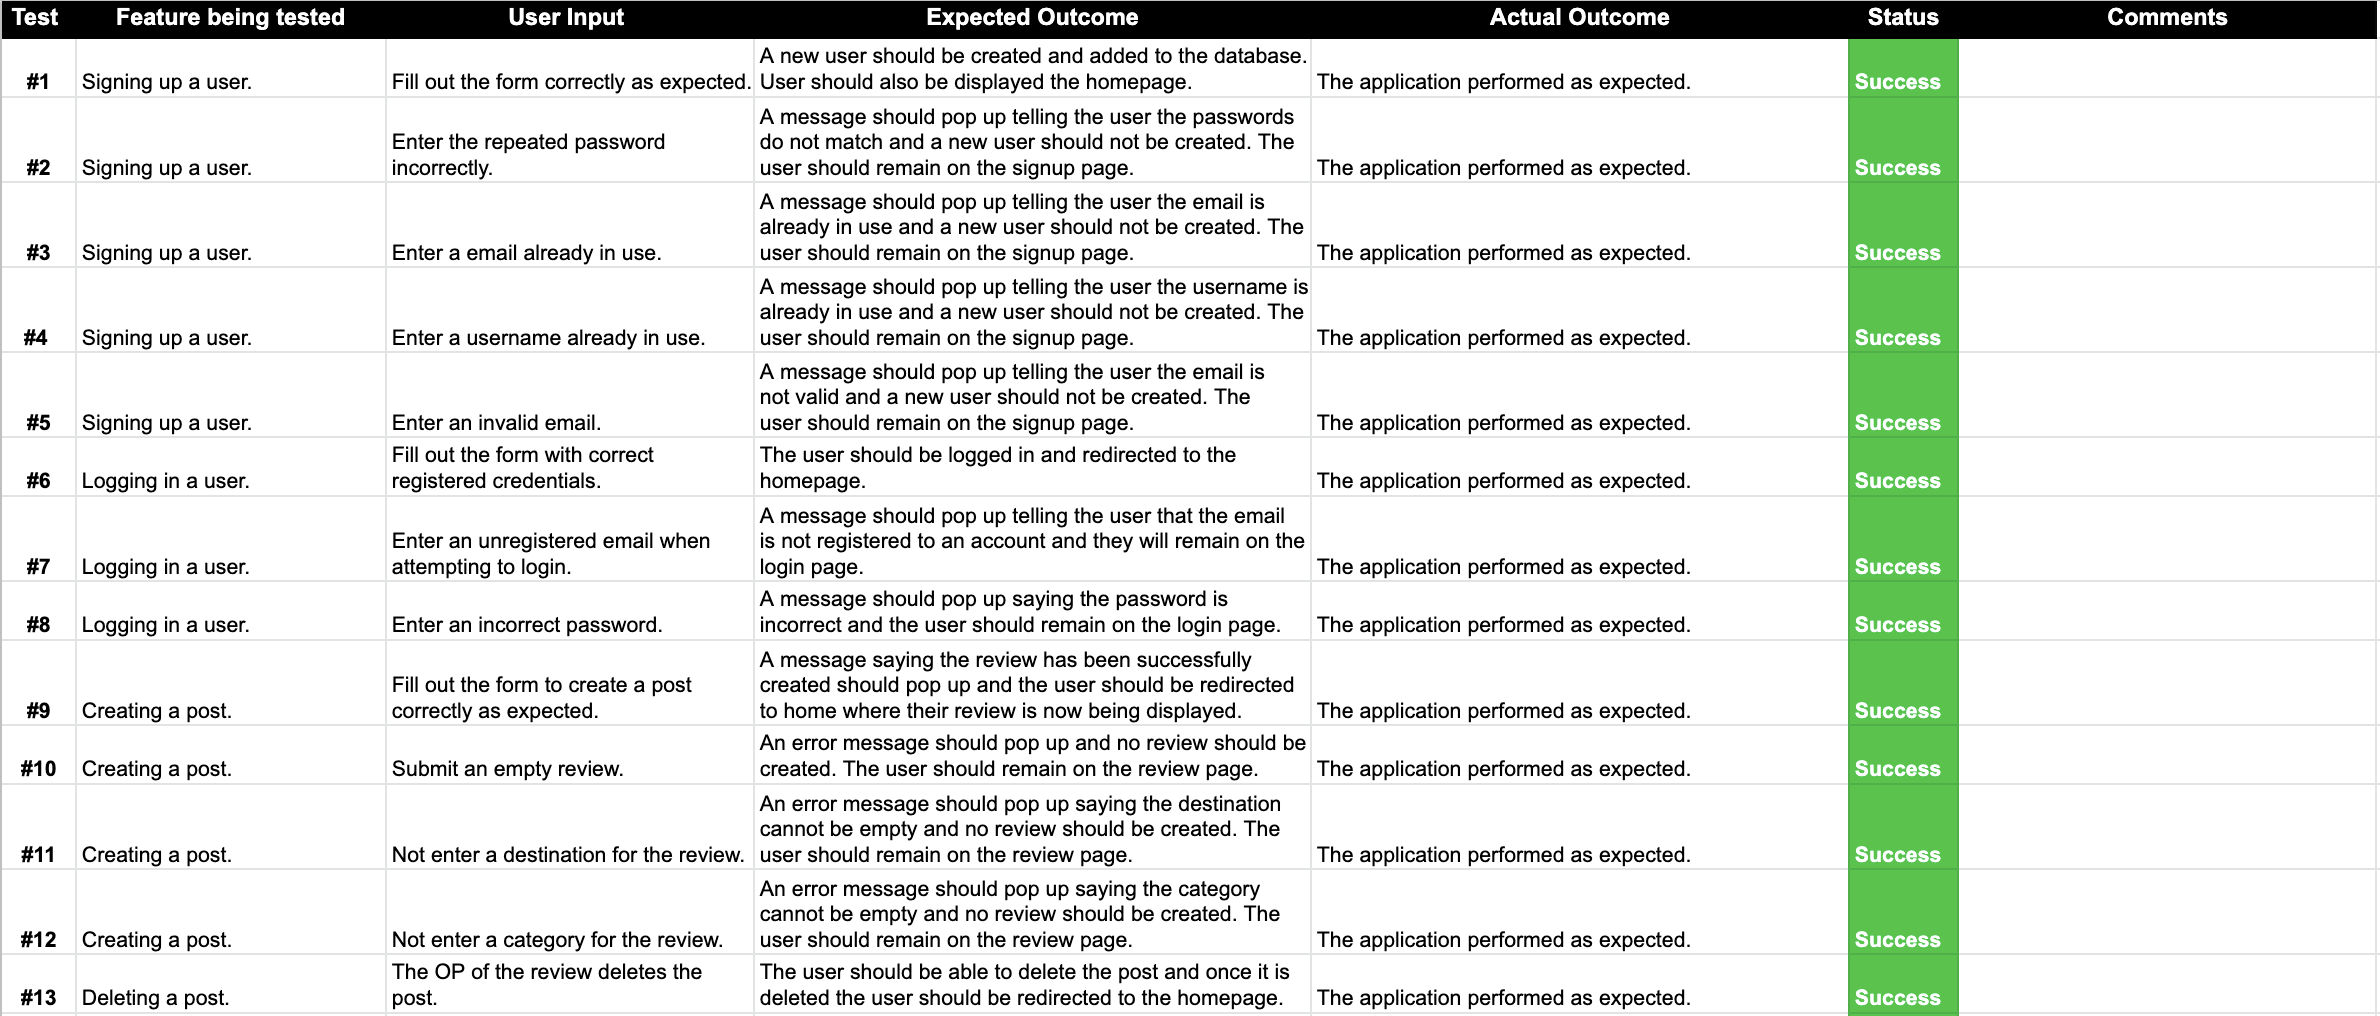 Test Feature being tested User Input Expected Outcome Actual Outcome Status Comments
A new user should be created and added to the database.
#1 Signing up a user. Fill out the form correctly as expected. User should also be displayed the homepage. The application performed as expected. Success
A message should pop up telling the user the passwords
Enter the repeated password do not match and a new user should not be created. The
#2 Signing up a user. incorrectly. user should remain on the signup page. The application performed as expected. Success
A message should pop up telling the user the email is
already in use and a new user should not be created. The
#3 Signing up a user. Enter a email already in use. user should remain on the signup page. The application performed as expected. Success
A message should pop up telling the user the username is
already in use and a new user should not be created. The
#4 Signing up a user. Enter a username already in use. user should remain on the signup page. The application performed as expected. Success
A message should pop up telling the user the email is
not valid and a new user should not be created. The
#5 Signing up a user. Enter an invalid email. user should remain on the signup page. The application performed as expected. Success
Fill out the form with correct The user should be logged in and redirected to the
#6 Logging in a user. registered credentials. homepage. The application performed as expected. Success
A message should pop up telling the user that the email
Enter an unregistered email when is not registered to an account and they will remain on the
#7 Logging in a user. attempting to login. login page. The application performed as expected. Success
A message should pop up saying the password is
#8 Logging in a user. Enter an incorrect password. incorrect and the user should remain on the login page. The application performed as expected. Success
A message saying the review has been successfully
Fill out the form to create a post created should pop up and the user should be redirected
#9 Creating a post. correctly as expected. to home where their review is now being displayed. The application performed as expected. Success
An error message should pop up and no review should be
#10 Creating a post. Submit an empty review. created. The user should remain on the review page. The application performed as expected. Success
An error message should pop up saying the destination
cannot be empty and no review should be created. The
#11 Creating a post. Not enter a destination for the review. user should remain on the review page. The application performed as expected. Success
An error message should pop up saying the category
cannot be empty and no review should be created. The
#12 Creating a post. Not enter a category for the review. user should remain on the review page. The application performed as expected. Success
The OP of the review deletes the The user should be able to delete the post and once it is
#13 Deleting a post. post. deleted the user should be redirected to the homepage. The application performed as expected. Success